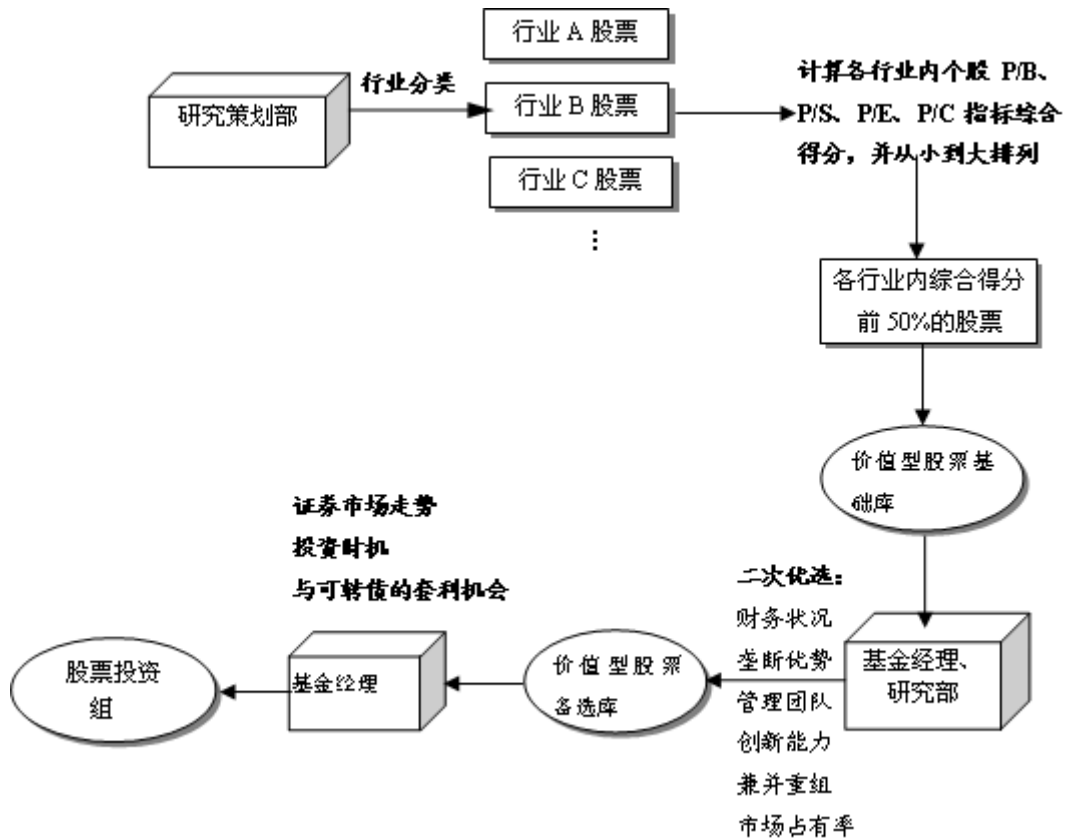 行业 A 股票
研究策划部
行业分类
行业 B 股票
行业 C 股票
⋮
计算各行业内个股 P/B、
P/S、P/E、P/C 指标综合
得分，并从小到大排列
各行业内综合得分
前 50%的股票
价值型股票基
础库
基金经理、
研究部
二次优选：
财务状况
垄断优势
管理团队
创新能力
兼并重组
市场占有率
价值型股票
备选库
证券市场走势
投资时机
与可转债的套利机会
基金经理
股票投资
组